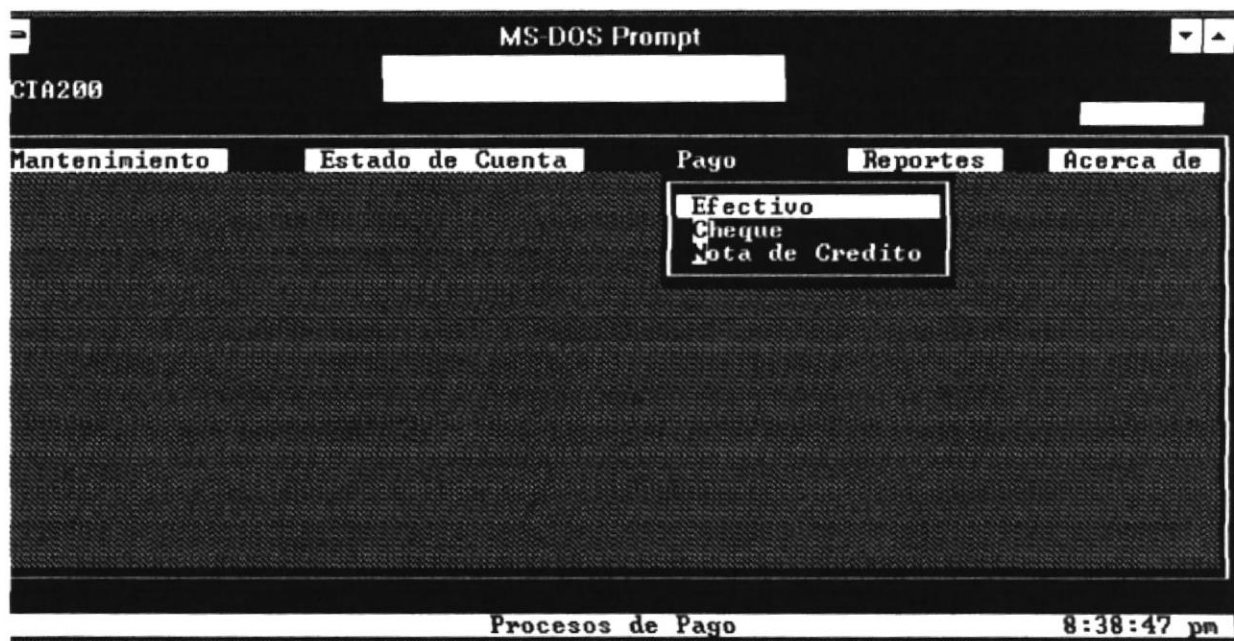 MS-DOS Prompt
CTA200
Mantenimiento Estado de Cuenta Pago Reportes Acerca de
Efectivo
Cheque
Nota de Credito
Procesos de Pago 8:38:47 pm